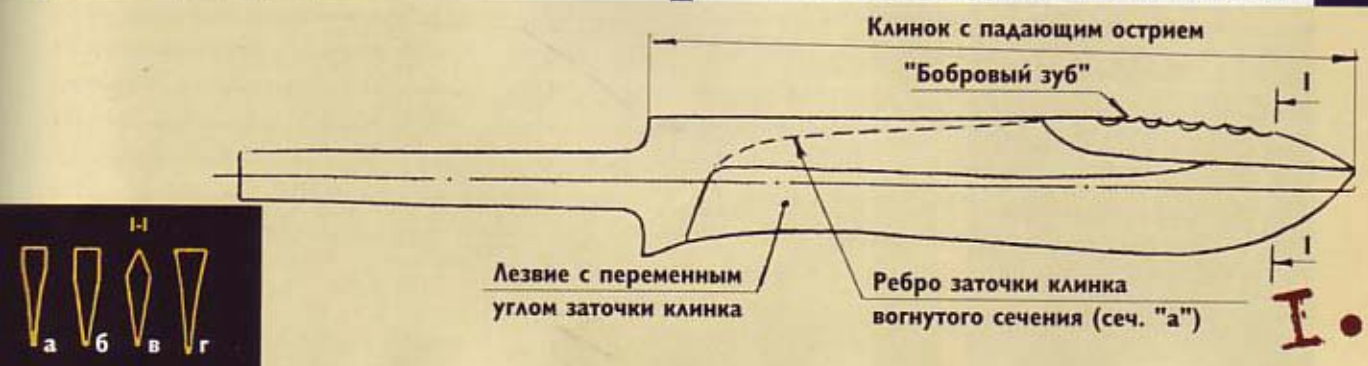 Клинок с падающим острием
"Бобровый зуб"
I
I-I
а б в г
Лезвие с переменным
углом заточки клинка
Ребро заточки клинка
вогнутого сечения (сеч. "а")
I
I.